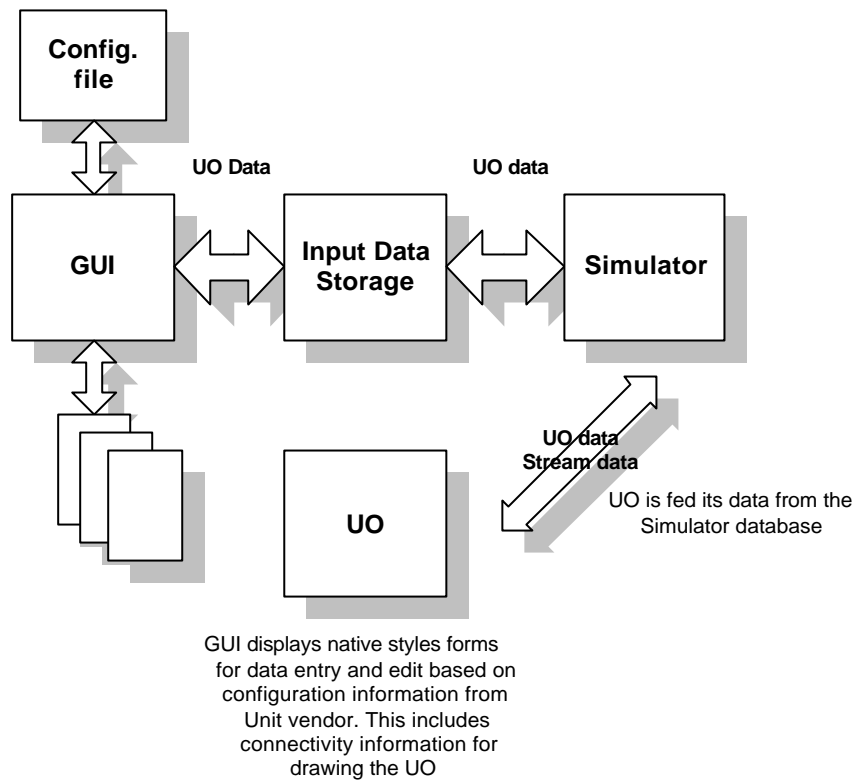 Config.
file
UO Data
UO data
GUI
Input Data
Storage
Simulator
UO data
Stream data
UO is fed its data from the
Simulator database
UO
GUI displays native styles forms
for data entry and edit based on
configuration information from
Unit vendor. This includes
connectivity information for
drawing the UO